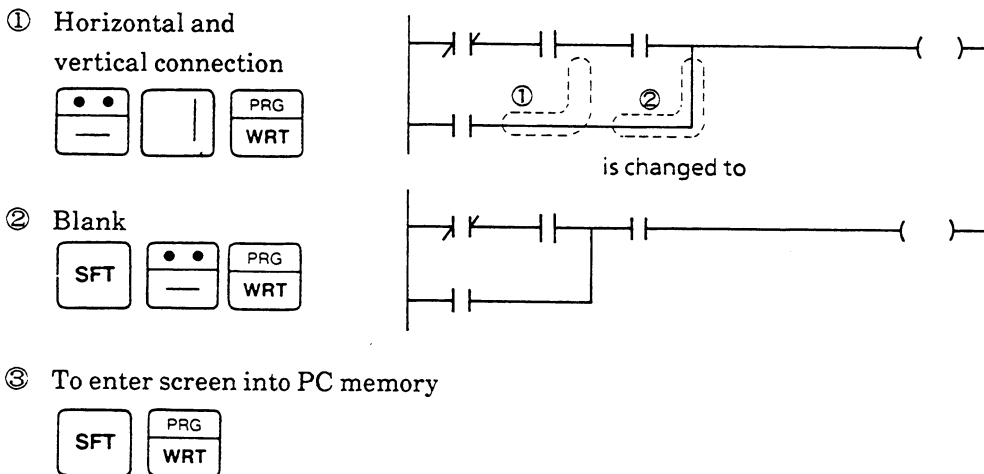 ① Horizontal and
vertical connection
PRG
WRT
①
②
is changed to
② Blank
SFT
PRG
WRT
③ To enter screen into PC memory
SFT
PRG
WRT